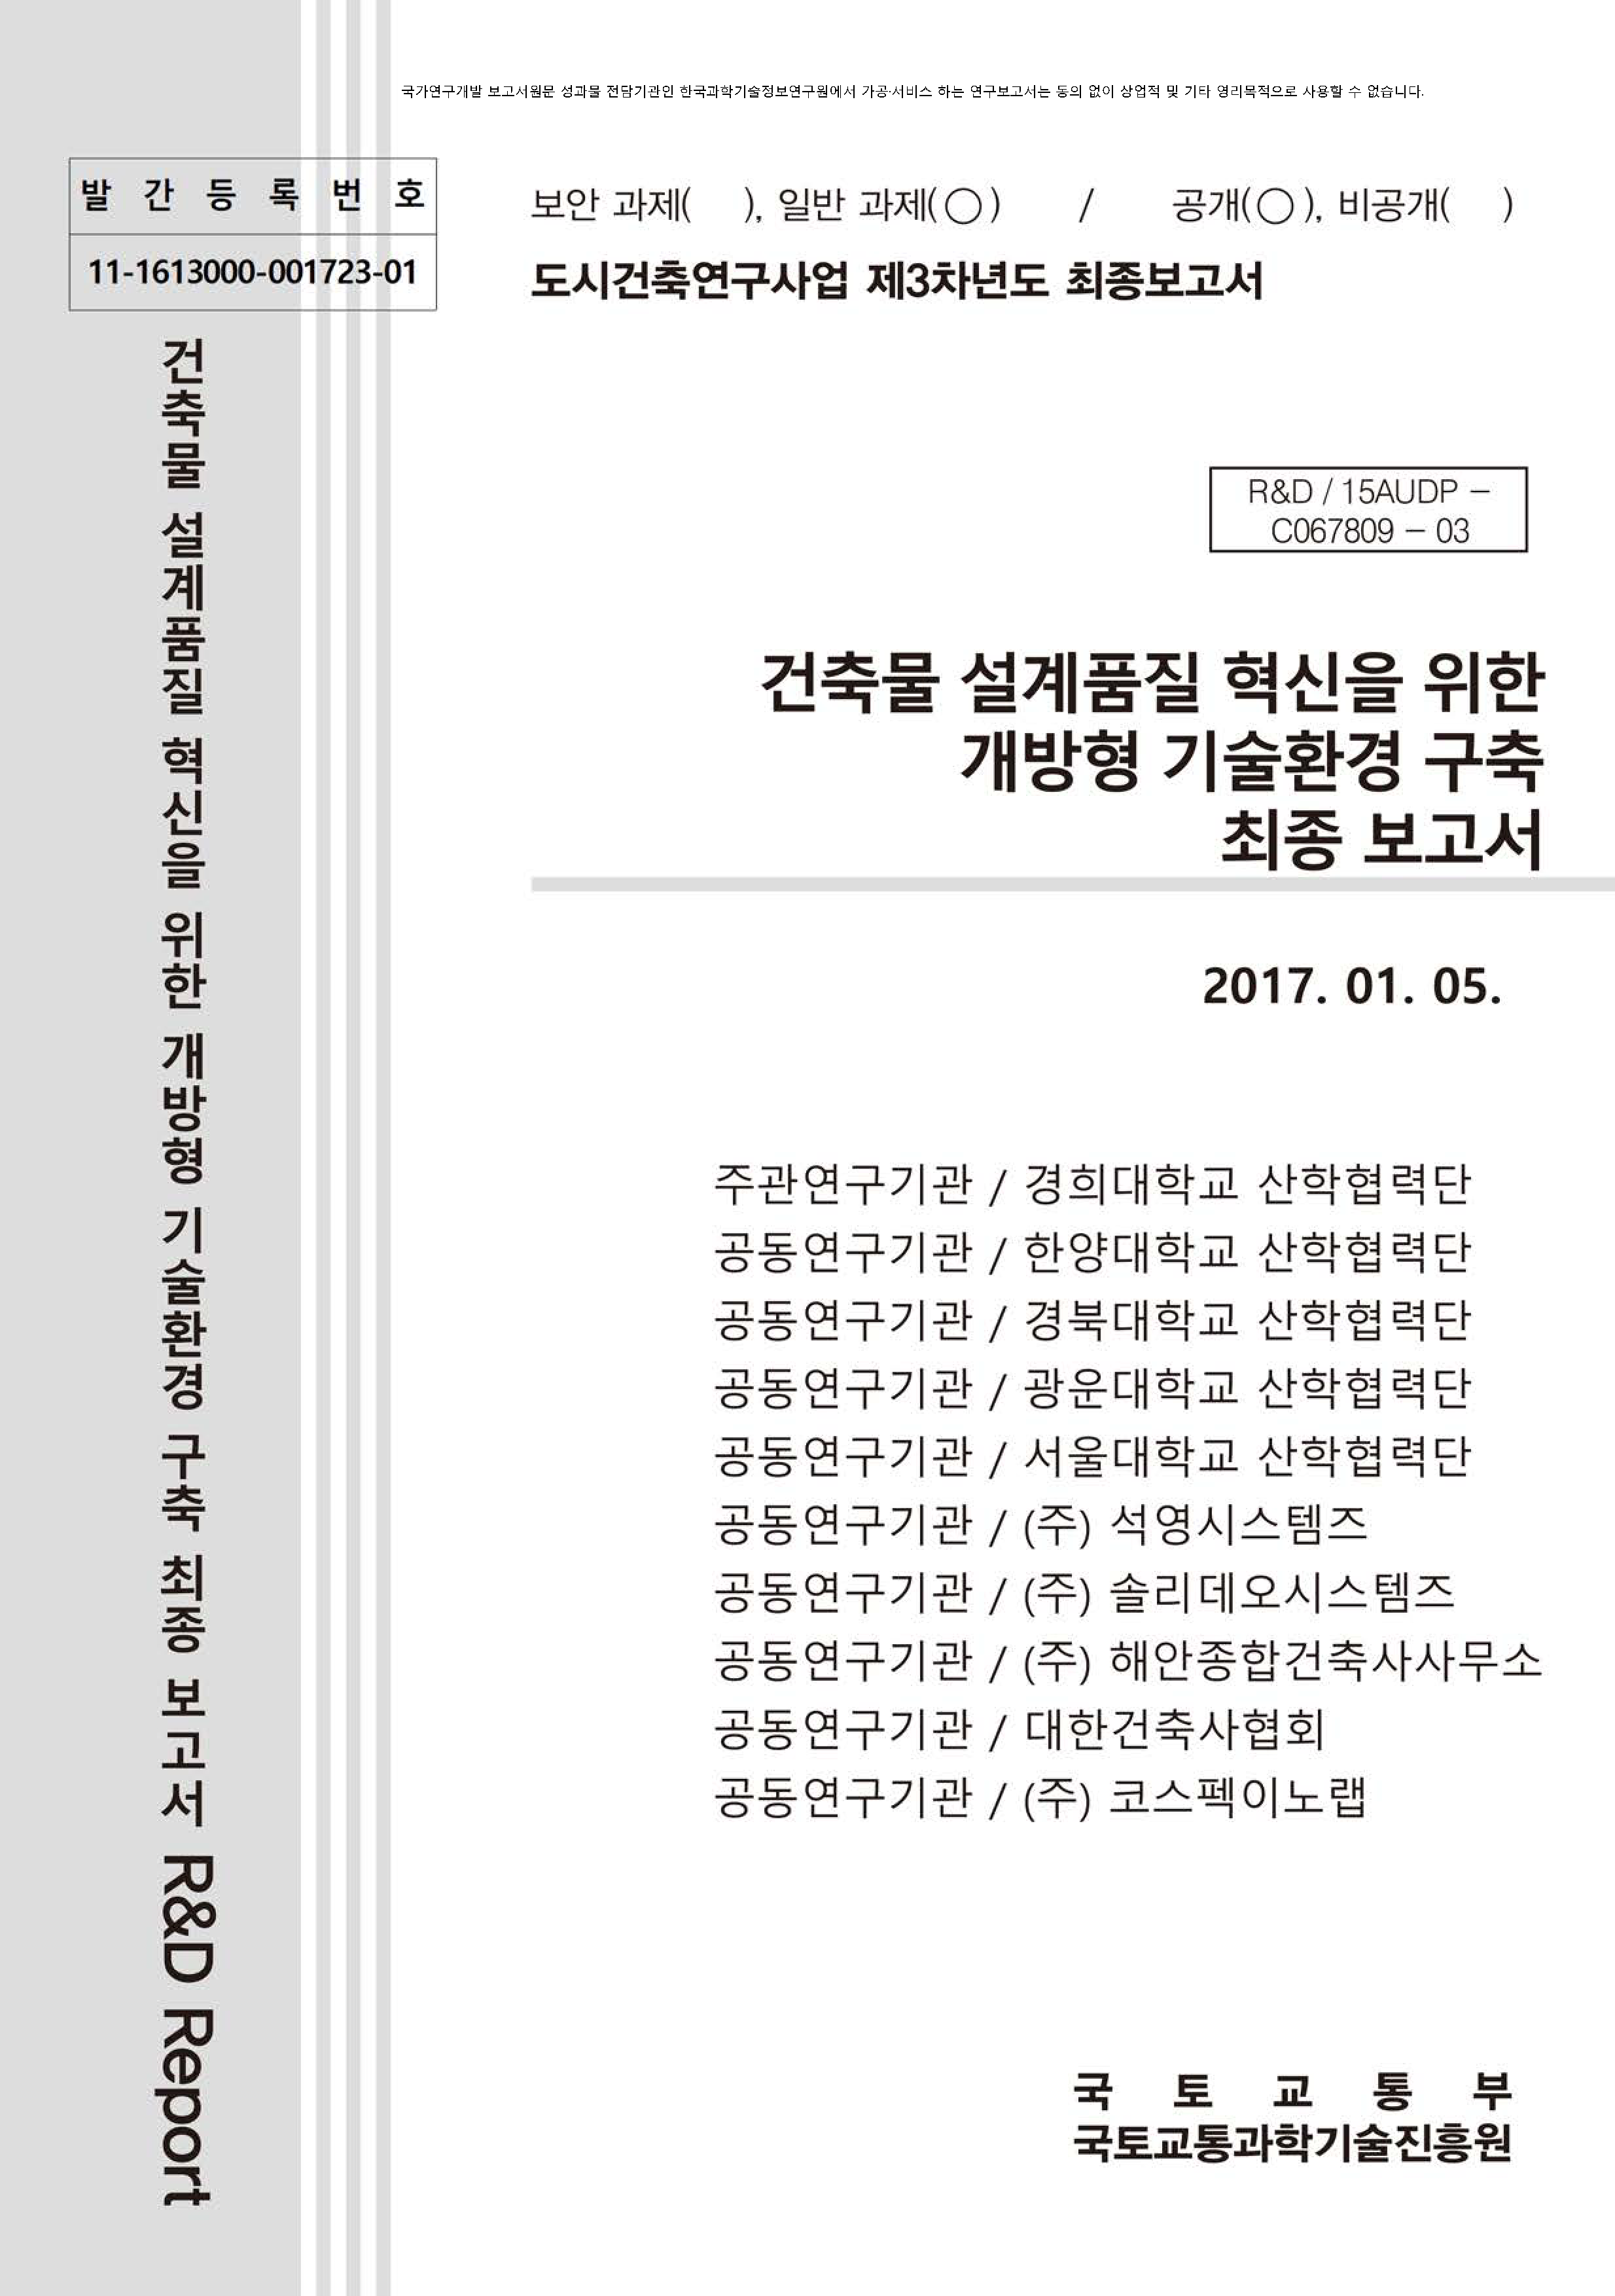 국가연구개발 보고서원문 성과물 전담기관인 한국과학기술정보연구원에서 가공·서비스 하는 연구보고서는 동의 없이 상업적 및 기타 영리목적으로 사용할 수 없습니다.
발 간 등 록 번 호
11-1613000-001723-01
보안 과제( ), 일반 과제(○) / 공개(○), 비공개( )
도시건축연구사업 제3차년도 최종보고서
R&D / 15AUDP –
C067809 – 03
건축물 설계품질 혁신을 위한
개방형 기술환경 구축
최종 보고서
2017. 01. 05.
주관연구기관 / 경희대학교 산학협력단
공동연구기관 / 한양대학교 산학협력단
공동연구기관 / 경북대학교 산학협력단
공동연구기관 / 광운대학교 산학협력단
공동연구기관 / 서울대학교 산학협력단
공동연구기관 / (주) 석영시스템즈
공동연구기관 / (주) 솔리데오시스템즈
공동연구기관 / (주) 해안종합건축사사무소
공동연구기관 / 대한건축사협회
공동연구기관 / (주) 코스펙이노랩
국 토 교 통 부
국토교통과학기술진흥원
건축물 설계품질 혁신을 위한 개방형 기술환경 구축 최종 보고서 R&D Report